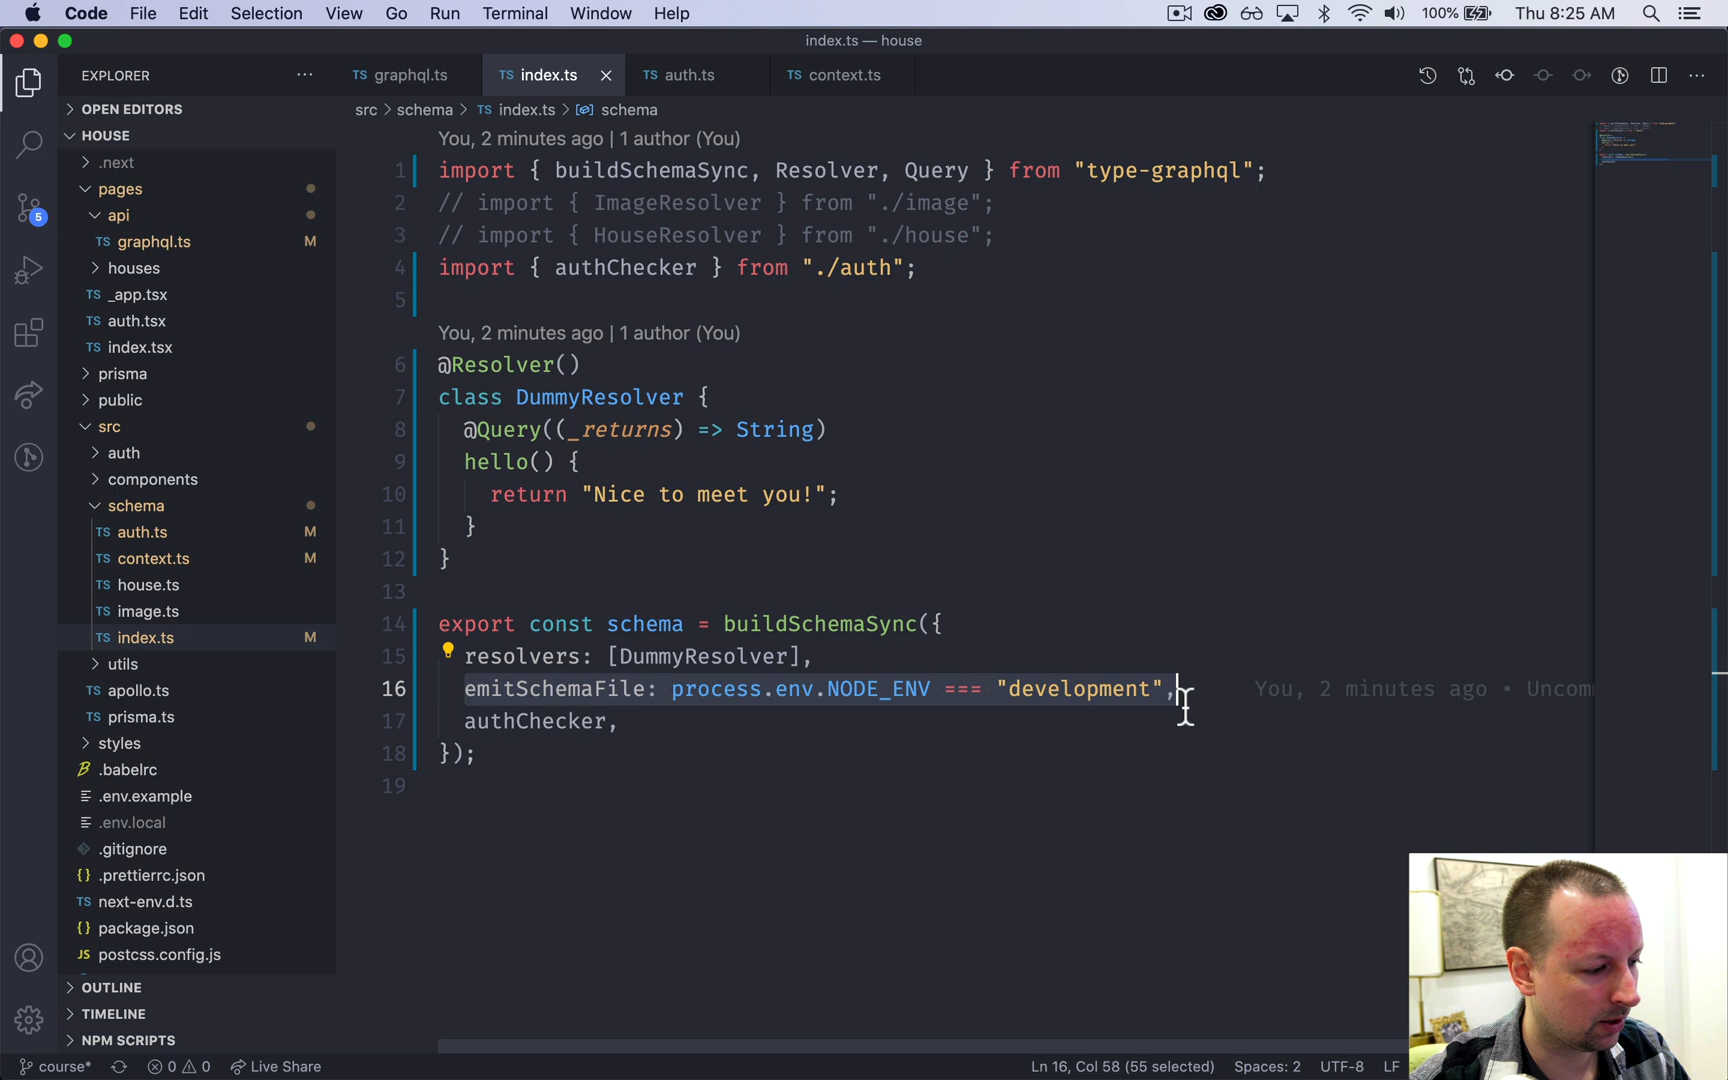 Code File Edit Selection View Go Run Terminal Window Help 100% Thu 8:25 AM
index.ts — house
EXPLORER ···
TS graphql.ts TS index.ts × TS auth.ts TS context.ts
> OPEN EDITORS
HOUSE
.next
pages
api
TS graphql.ts M
houses
TS _app.tsx
TS auth.tsx
TS index.tsx
prisma
public
src
auth
components
schema
TS auth.ts M
TS context.ts M
TS house.ts
TS image.ts
TS index.ts M
utils
TS apollo.ts
TS prisma.ts
styles
.babelrc
.env.example
.env.local
.gitignore
{} .prettierrc.json
TS next-env.d.ts
{} package.json
JS postcss.config.js
OUTLINE
TIMELINE
NPM SCRIPTS
5
src > schema > TS index.ts > schema
You, 2 minutes ago | 1 author (You)
1 import { buildSchemaSync, Resolver, Query } from "type-graphql";
2 // import { ImageResolver } from "./image";
3 // import { HouseResolver } from "./house";
4 import { authChecker } from "./auth";
5
You, 2 minutes ago | 1 author (You)
6 @Resolver()
7 class DummyResolver {
8 @Query((_returns) => String)
9 hello() {
10 return "Nice to meet you!";
11 }
12 }
13
14 export const schema = buildSchemaSync({
15 resolvers: [DummyResolver],
16 emitSchemaFile: process.env.NODE_ENV === "development", You, 2 minutes ago • Uncom
17 authChecker,
18 });
19
course* 0 0 Live Share Ln 16, Col 58 (55 selected) Spaces: 2 UTF-8 LF